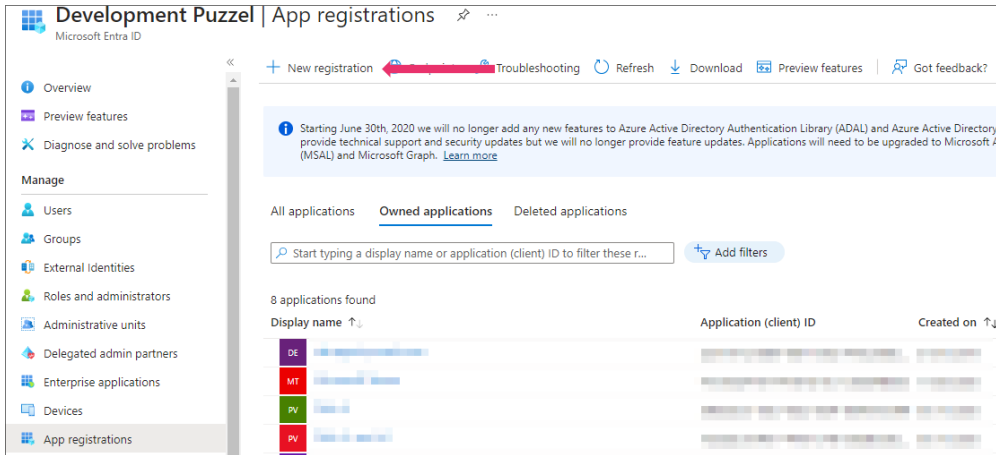 Development Puzzel | App registrations
Microsoft Entra ID
Overview
Preview features
Diagnose and solve problems
Manage
Users
Groups
External Identities
Roles and administrators
Administrative units
Delegated admin partners
Enterprise applications
Devices
App registrations
New registration
Troubleshooting
Refresh
Download
Preview features
Got feedback?
Starting June 30th, 2020 we will no longer add any new features to Azure Active Directory Authentication Library (ADAL) and Azure Active Directory
provide technical support and security updates but we will no longer provide feature updates. Applications will need to be upgraded to Microsoft
(MSAL) and Microsoft Graph. Learn more
All applications
Owned applications
Deleted applications
Start typing a display name or application (client) ID to filter these r...
Add filters
8 applications found
Display name
Application (client) ID
Created on
DE
MT
PV
PV